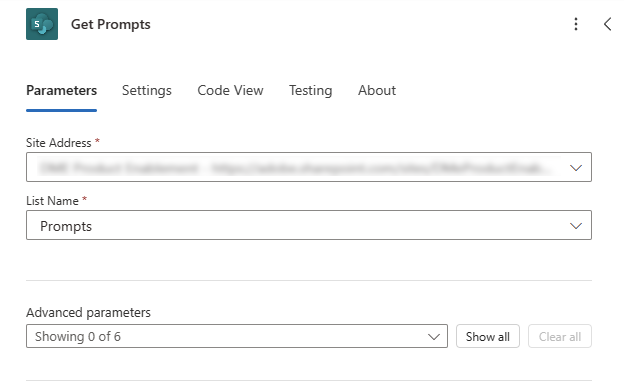 Get Prompts
Parameters Settings Code View Testing About
Site Address *
List Name *
Prompts
Advanced parameters
Showing 0 of 6 Show all Clear all